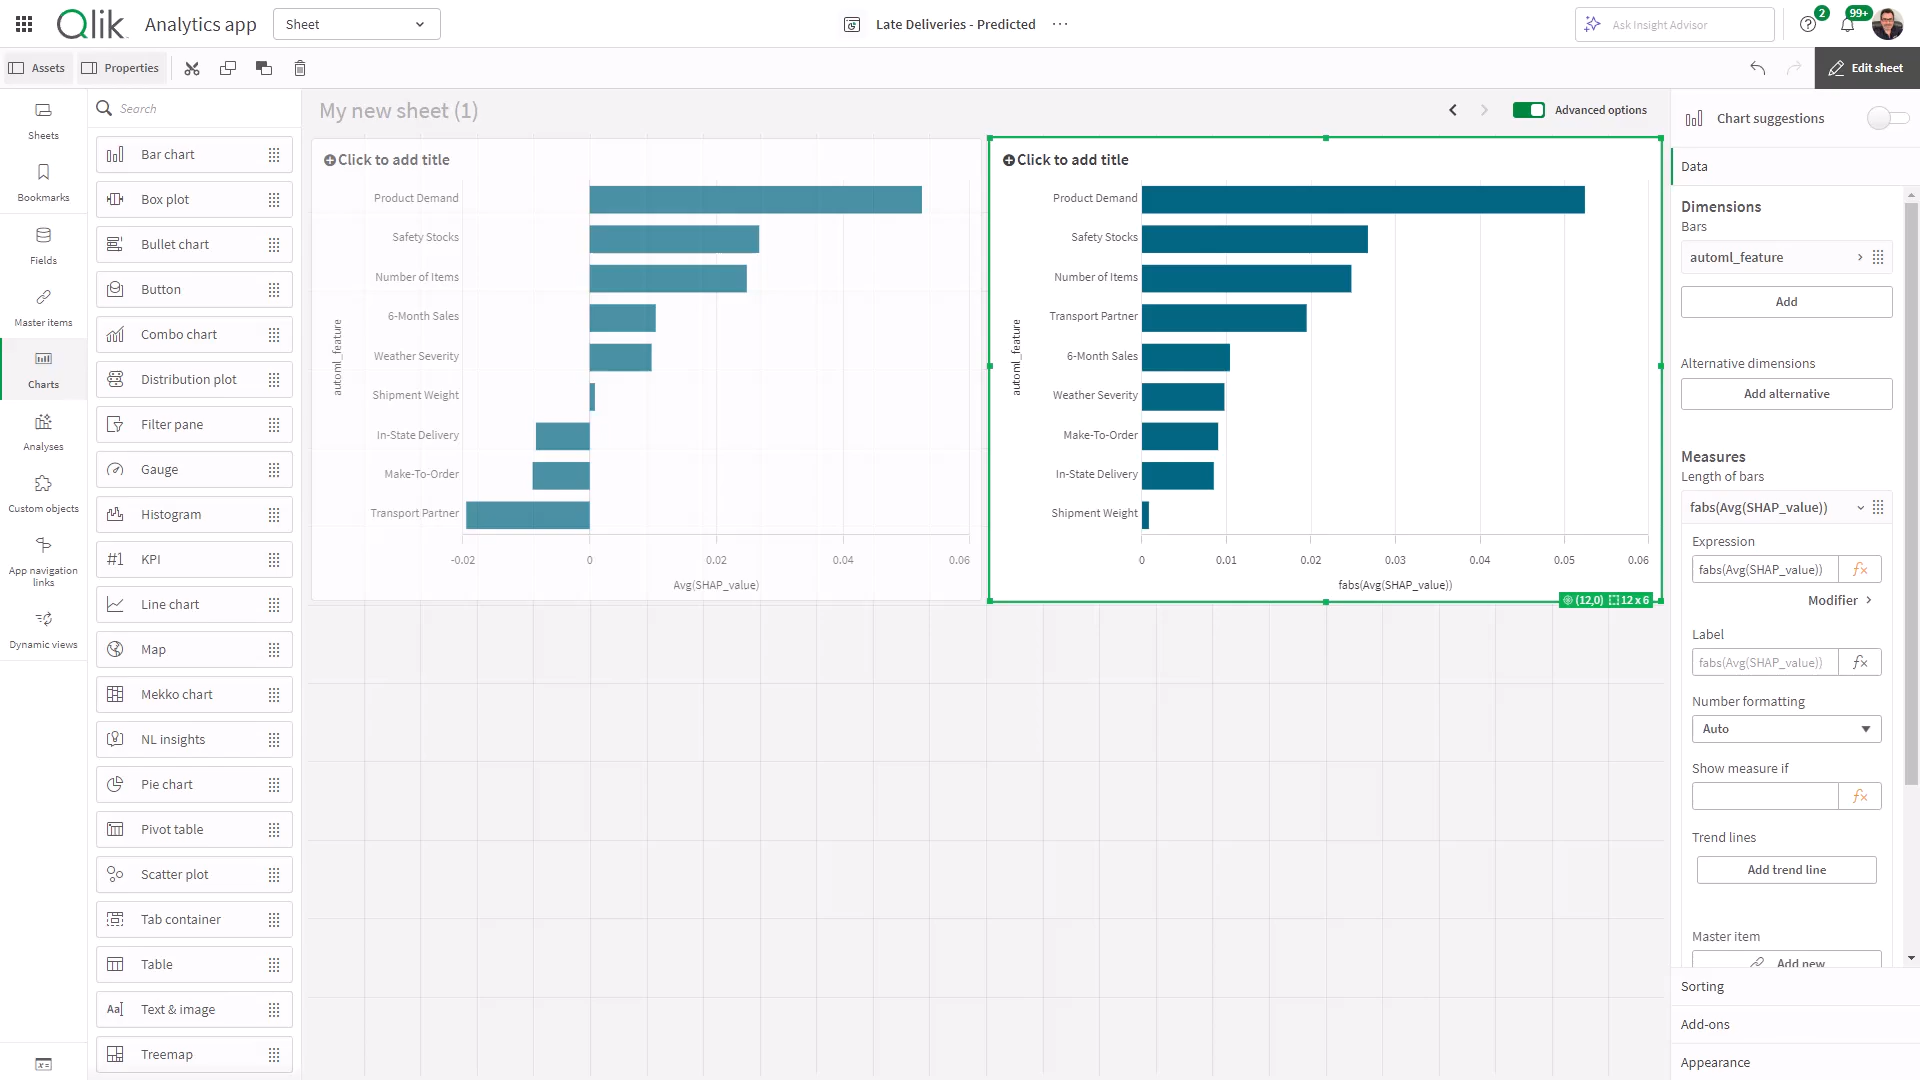 Qlik Analytics app Sheet
Late Deliveries - Predicted ···
Ask Insight Advisor
2
99+
Assets
Properties
Edit sheet
Sheets
Bookmarks
Fields
Master items
Charts
Analyses
Custom objects
App navigation
links
Dynamic views
Search
Bar chart
Box plot
Bullet chart
Button
Combo chart
Distribution plot
Filter pane
Gauge
Histogram
#1 KPI
Line chart
Map
Mekko chart
NL insights
Pie chart
Pivot table
Scatter plot
Tab container
Table
Aa Text & image
Treemap
My new sheet (1)
Advanced options
Click to add title
automl_feature
Product Demand
Safety Stocks
Number of Items
6-Month Sales
Weather Severity
Shipment Weight
In-State Delivery
Make-To-Order
Transport Partner
-0.02 0 0.02 0.04 0.06
Avg(SHAP_value)
Click to add title
automl_feature
Product Demand
Safety Stocks
Number of Items
Transport Partner
6-Month Sales
Weather Severity
Make-To-Order
In-State Delivery
Shipment Weight
0 0.01 0.02 0.03 0.04 0.05 0.06
fabs(Avg(SHAP_value))
(12,0) 12 x 6
Chart suggestions
Data
Dimensions
Bars
automl_feature
Add
Alternative dimensions
Add alternative
Measures
Length of bars
fabs(Avg(SHAP_value))
Expression
fabs(Avg(SHAP_value)) fx
Modifier
Label
fabs(Avg(SHAP_value)) fx
Number formatting
Auto
Show measure if
fx
Trend lines
Add trend line
Master item
Add new
Sorting
Add-ons
Appearance